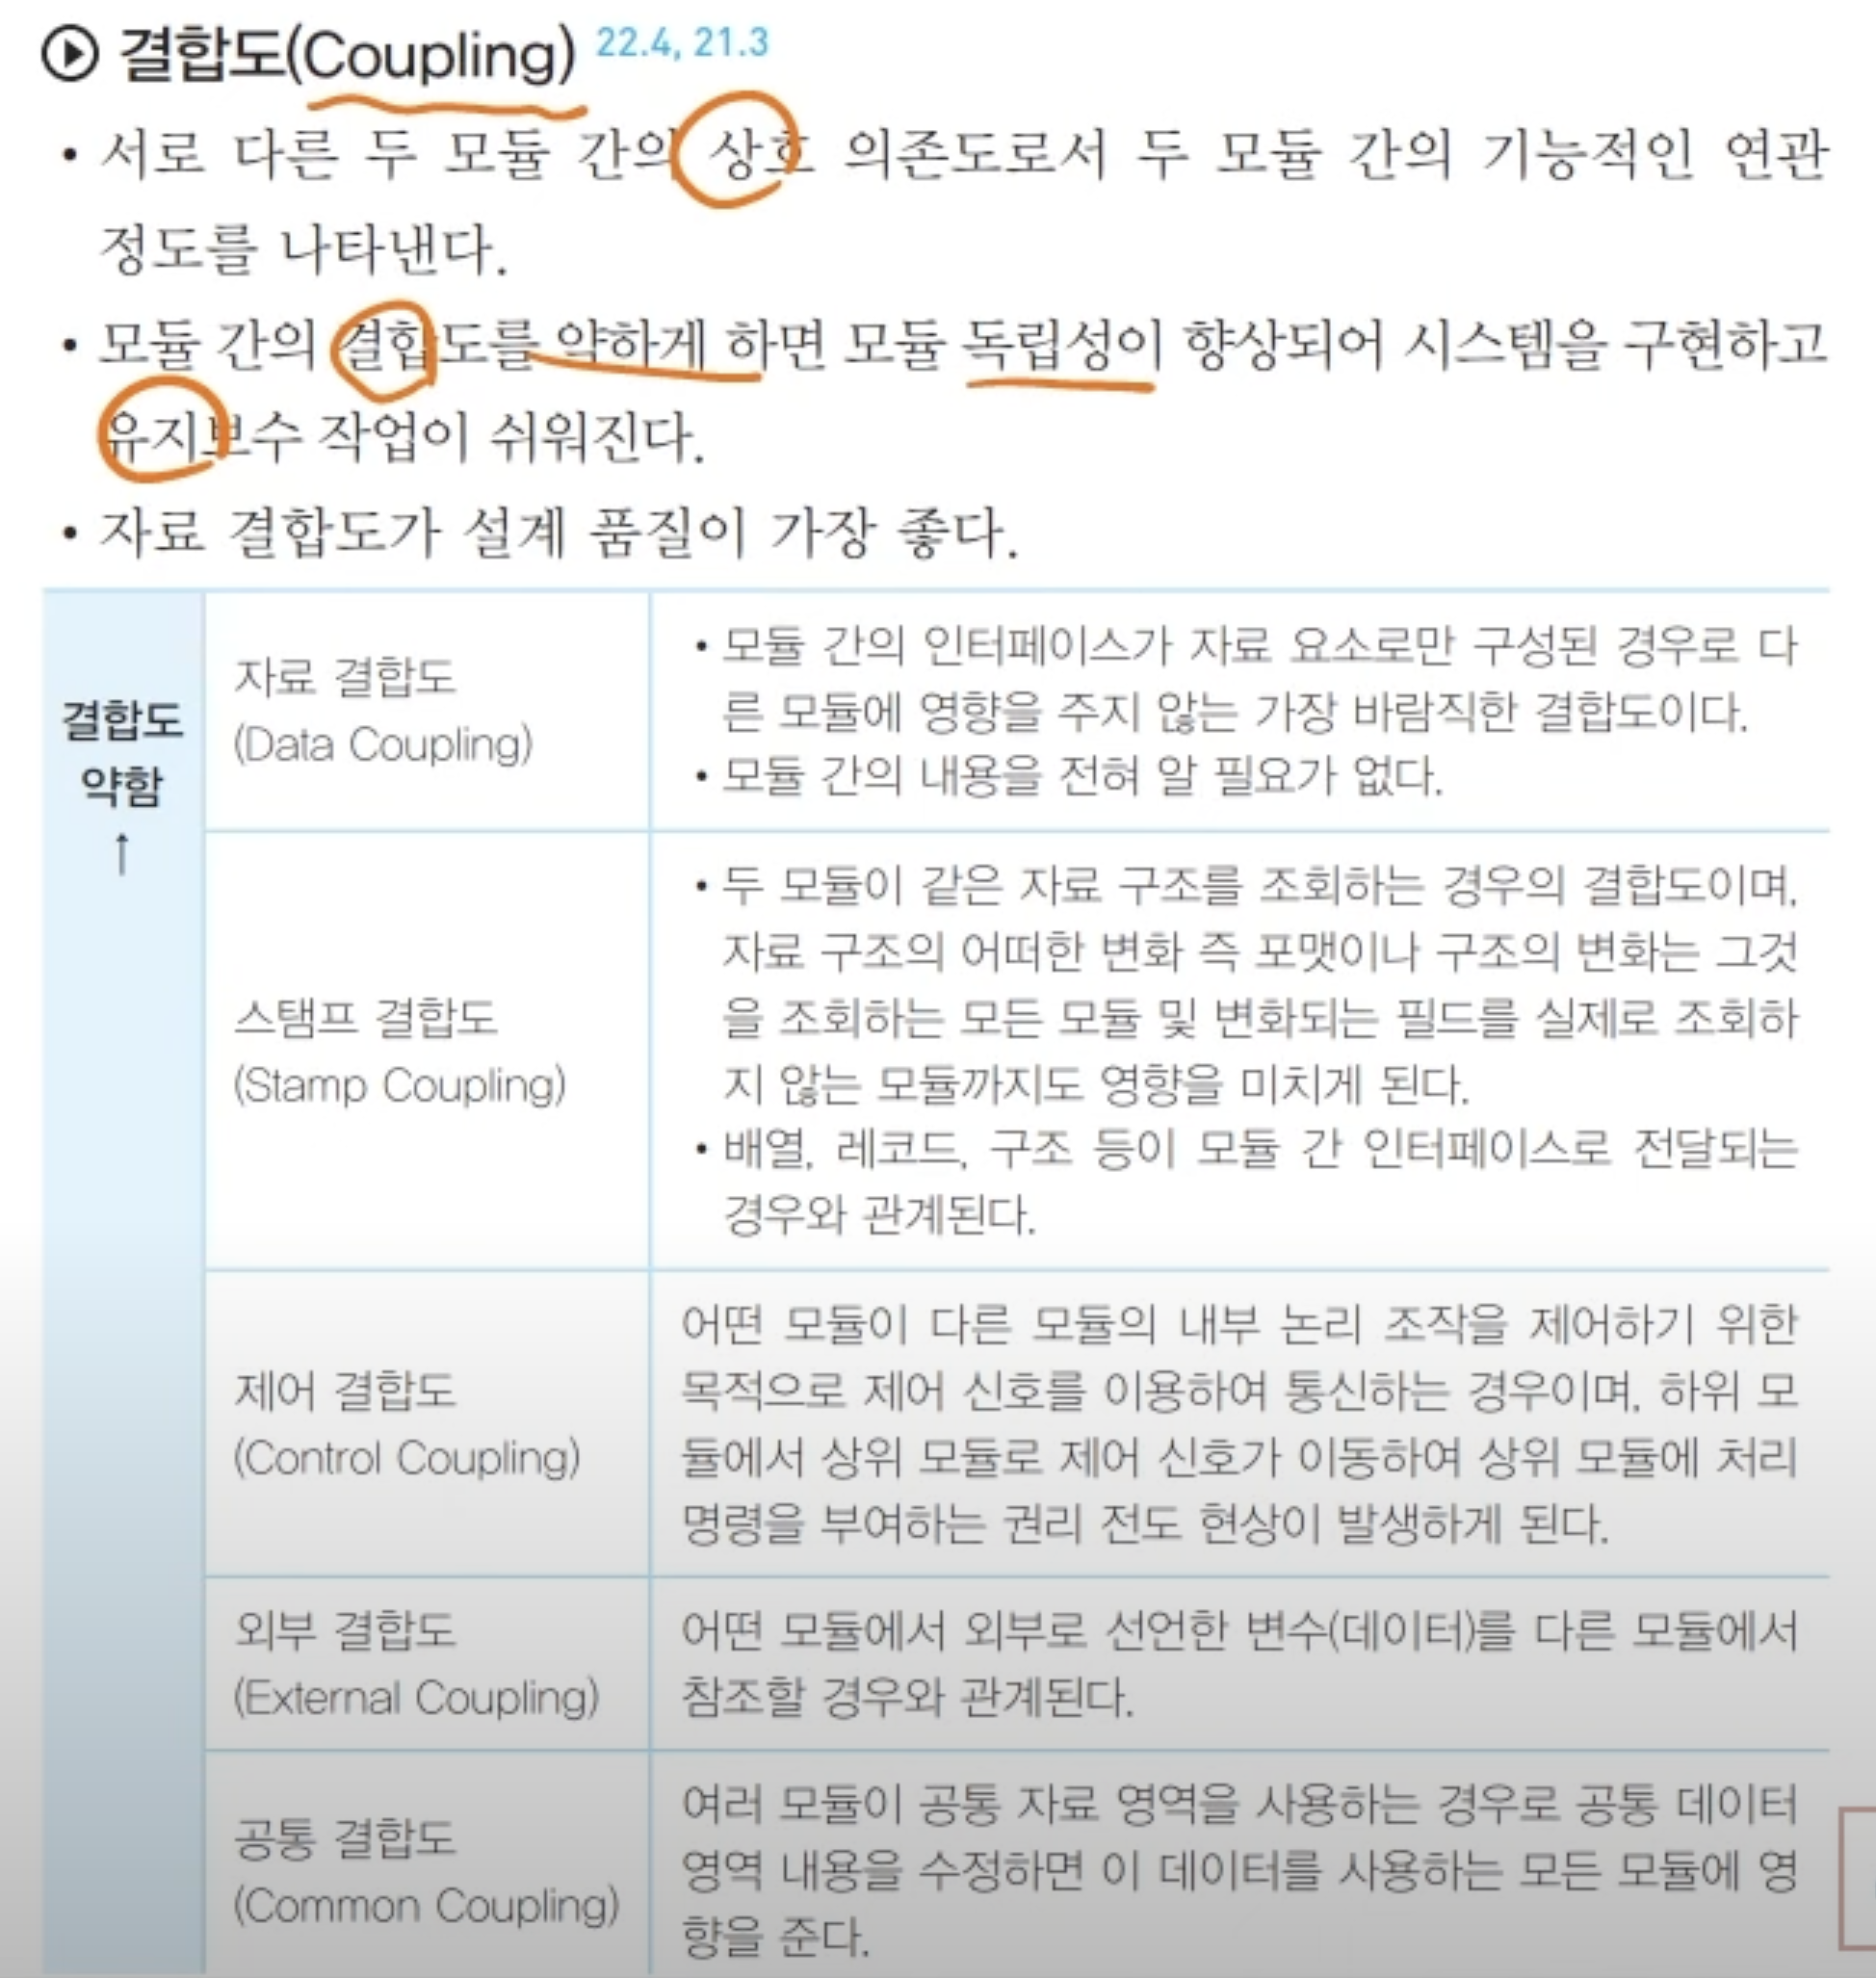 결합도(Coupling) 22.4, 21.3
• 서로 다른 두 모듈 간의 상호 의존도로서 두 모듈 간의 기능적인 연관
정도를 나타낸다.
• 모듈 간의 결합도를 약하게 하면 모듈 독립성이 향상되어 시스템을 구현하고
유지보수 작업이 쉬워진다.
• 자료 결합도가 설계 품질이 가장 좋다.
결합도
약함
↑
자료 결합도
(Data Coupling)
• 모듈 간의 인터페이스가 자료 요소로만 구성된 경우로 다
른 모듈에 영향을 주지 않는 가장 바람직한 결합도이다.
• 모듈 간의 내용을 전혀 알 필요가 없다.
스탬프 결합도
(Stamp Coupling)
• 두 모듈이 같은 자료 구조를 조회하는 경우의 결합도이며,
자료 구조의 어떠한 변화 즉 포맷이나 구조의 변화는 그것
을 조회하는 모든 모듈 및 변화되는 필드를 실제로 조회하
지 않는 모듈까지도 영향을 미치게 된다.
• 배열, 레코드, 구조 등이 모듈 간 인터페이스로 전달되는
경우와 관계된다.
제어 결합도
(Control Coupling)
어떤 모듈이 다른 모듈의 내부 논리 조작을 제어하기 위한
목적으로 제어 신호를 이용하여 통신하는 경우이며, 하위 모
듈에서 상위 모듈로 제어 신호가 이동하여 상위 모듈에 처리
명령을 부여하는 권리 전도 현상이 발생하게 된다.
외부 결합도
(External Coupling)
어떤 모듈에서 외부로 선언한 변수(데이터)를 다른 모듈에서
참조할 경우와 관계된다.
공통 결합도
(Common Coupling)
여러 모듈이 공통 자료 영역을 사용하는 경우로 공통 데이터
영역 내용을 수정하면 이 데이터를 사용하는 모든 모듈에 영
향을 준다.